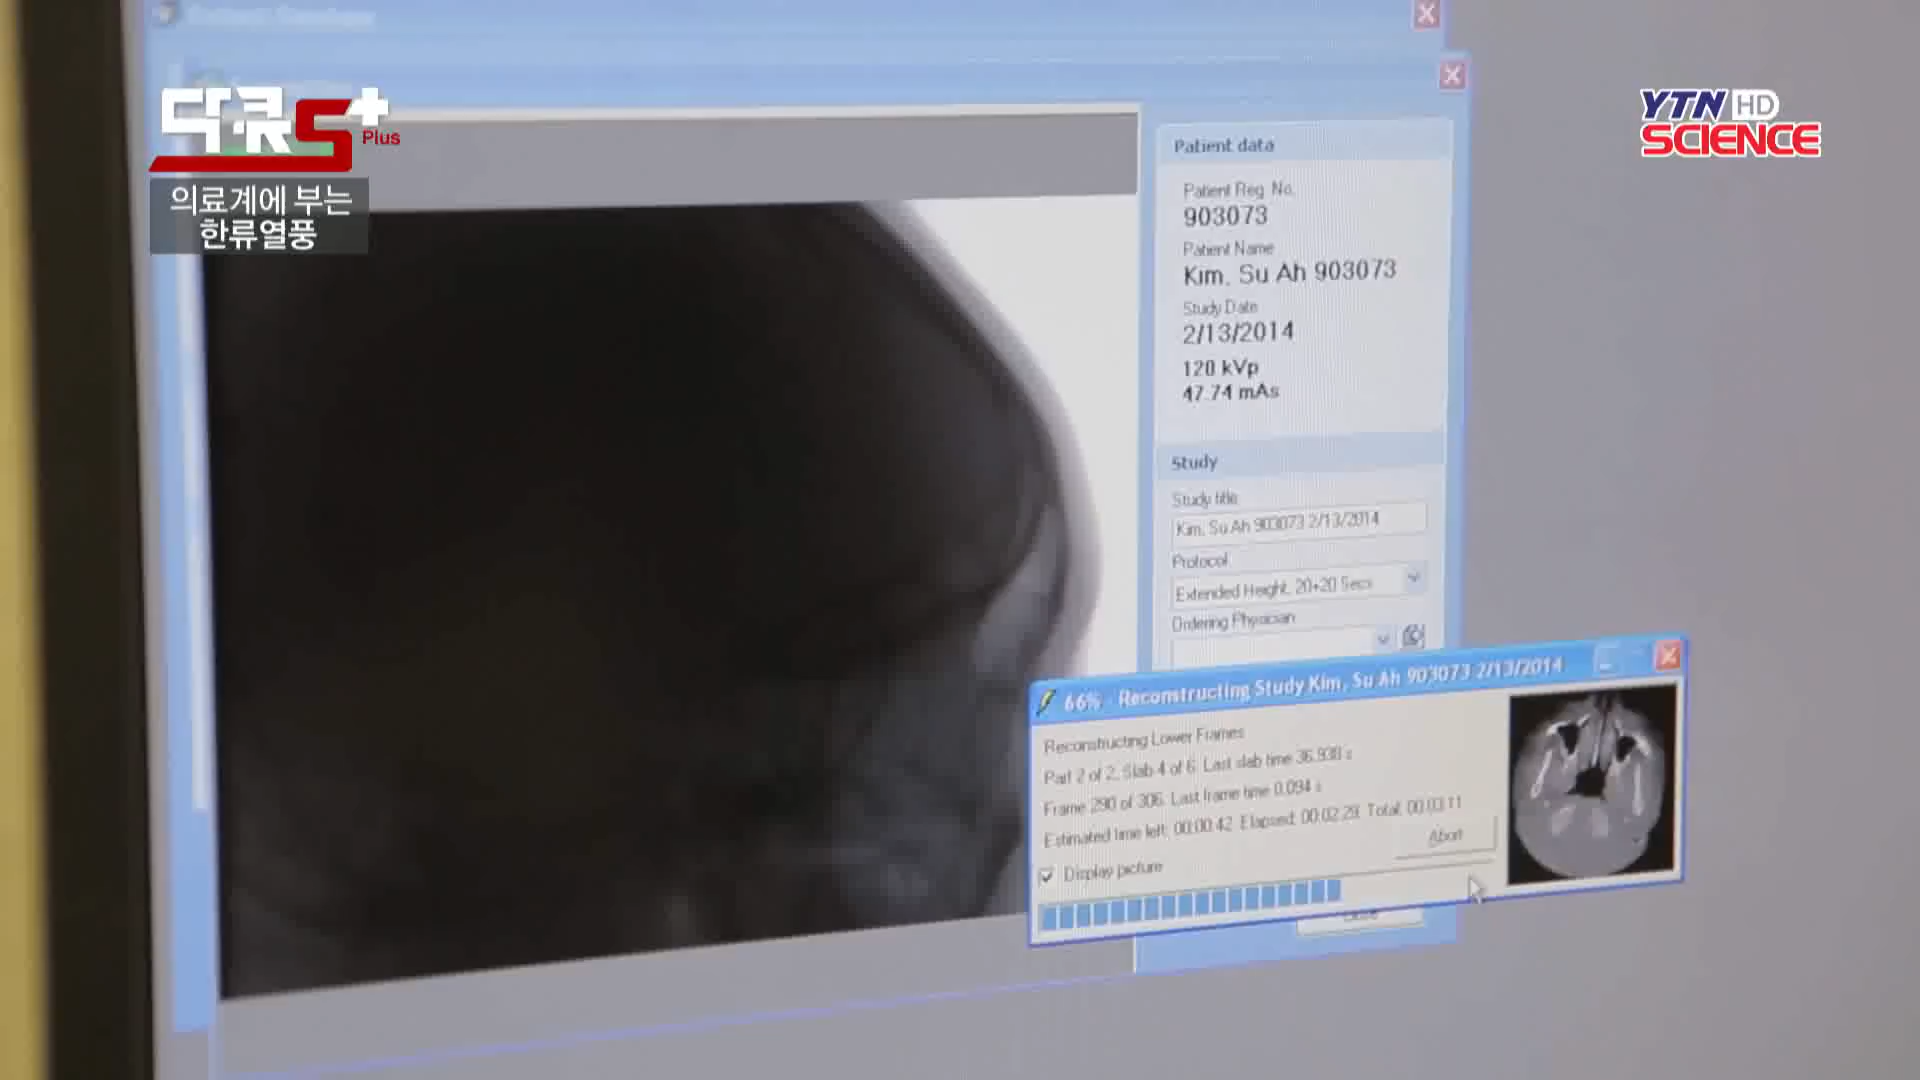 닥큐S+
Plus
의료계에 부는
한류열풍
YTN HD
SCIENCE
Patient data
Patient Reg. No.
903073
Patient Name
Kim, Su Ah 903073
Study Date
2/13/2014
120 kVp
47.74 mAs
Study
Study title
Kim, Su Ah 903073 2/13/2014
Protocol
Extended Height, 20+20 Secs
Ordering Physician
66% - Reconstructing Study Kim, Su Ah 903073 2/13/2014
Reconstructing Lower Frames
Part 2 of 2, Slab 4 of 6. Last slab time 36.938 s
Frame 290 of 306. Last frame time 0.094 s
Estimated time left: 00:00:42 Elapsed: 00:02:29 Total: 00:03:11
Abort
Display picture